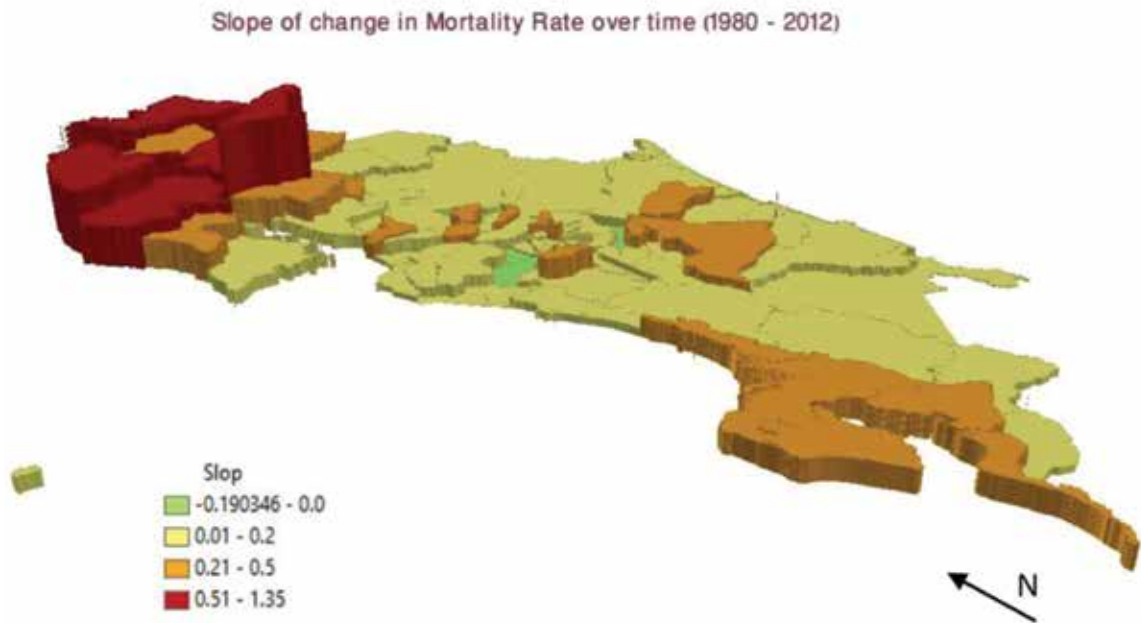 Slope of change in Mortality Rate over time (1980 - 2012)
Slop
-0.190346 - 0.0
0.01 - 0.2
0.21 - 0.5
0.51 - 1.35
N